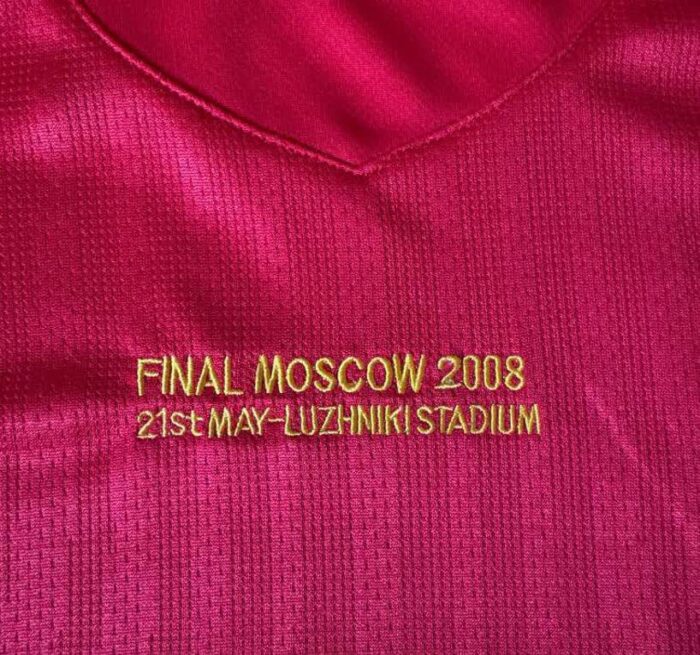 FINAL MOSCOW 2008
21st MAY-LUZHNIKI STADIUM